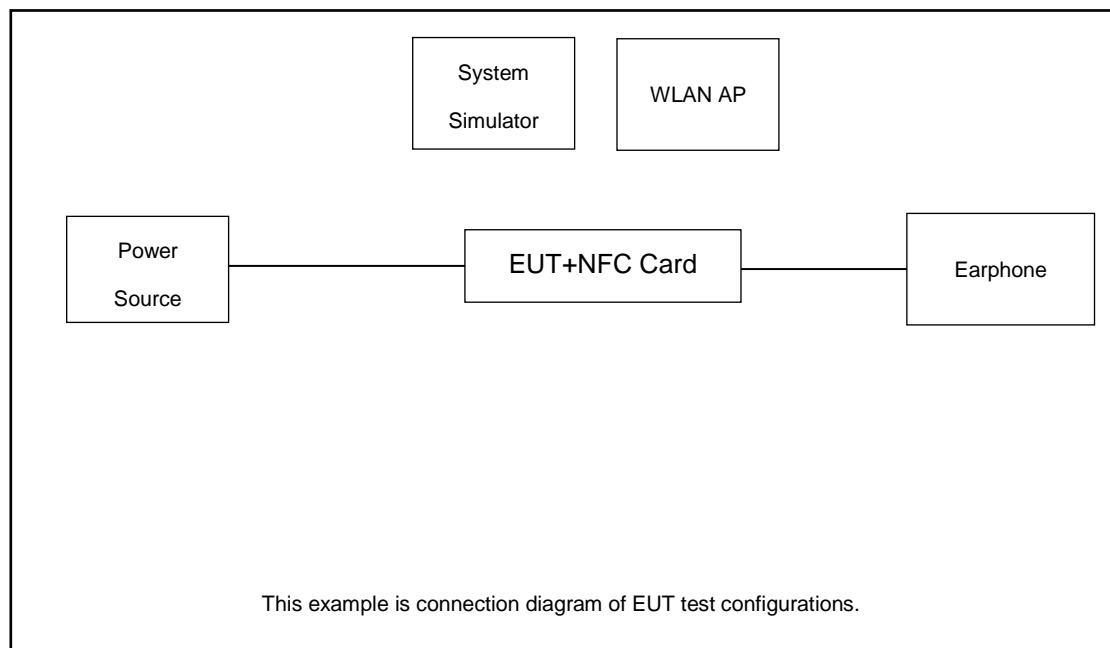 System
Simulator
WLAN AP
Power
Source
EUT+NFC Card
Earphone
This example is connection diagram of EUT test configurations.